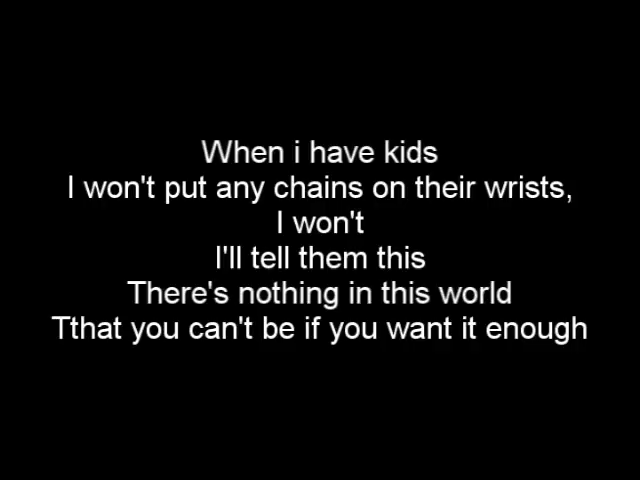 When i have kids
I won't put any chains on their wrists,
I won't
I'll tell them this
There's nothing in this world
Tthat you can't be if you want it enough